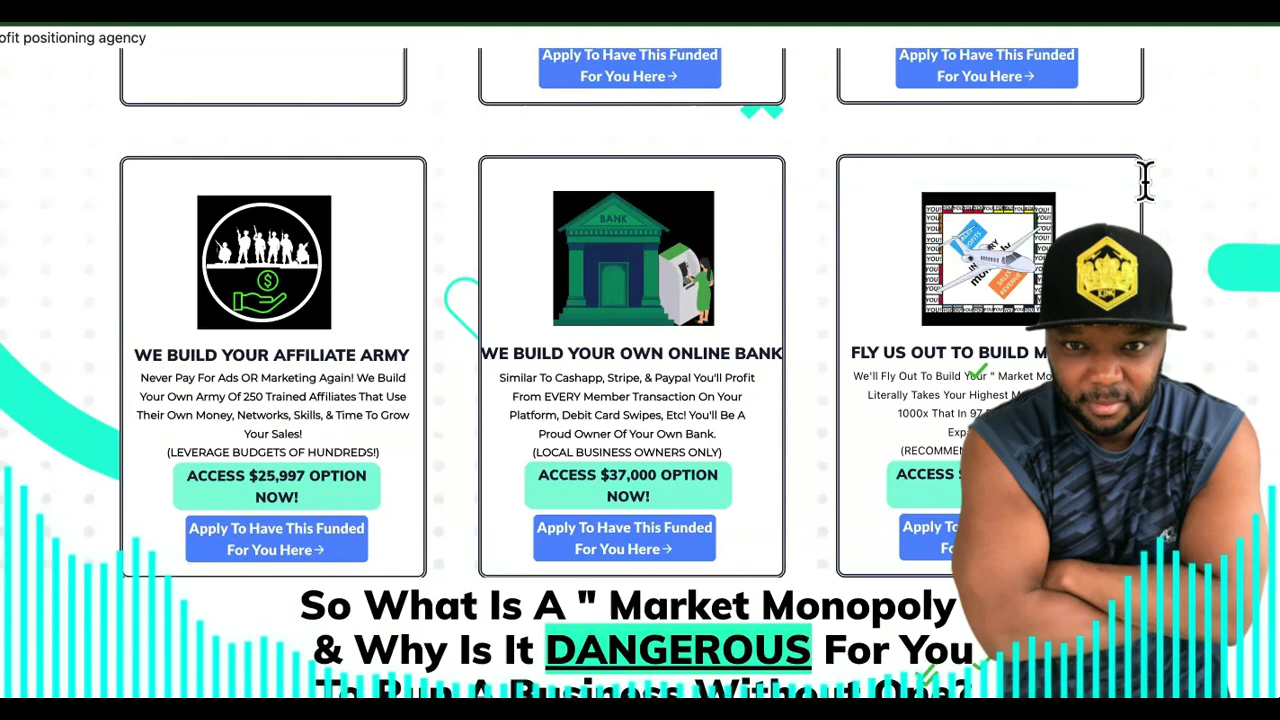 ofit positioning agency
Apply To Have This Funded
For You Here→
Apply To Have This Funded
For You Here→
WE BUILD YOUR AFFILIATE ARMY
Never Pay For Ads OR Marketing Again! We Build
Your Own Army Of 250 Trained Affiliates That Use
Their Own Money, Networks, Skills, & Time To Grow
Your Sales!
(LEVERAGE BUDGETS OF HUNDREDS!)
ACCESS $25,997 OPTION
NOW!
Apply To Have This Funded
For You Here→
BANK
WE BUILD YOUR OWN ONLINE BANK
Similar To Cashapp, Stripe, & Paypal You'll Profit
From EVERY Member Transaction On Your
Platform, Debit Card Swipes, Etc! You'll Be A
Proud Owner Of Your Own Bank.
(LOCAL BUSINESS OWNERS ONLY)
ACCESS $37,000 OPTION
NOW!
Apply To Have This Funded
For You Here→
FLY US OUT TO BUILD M
We'll Fly Out To Build Your " Market Mo
Literally Takes Your Highest M
1000x That In 97
Exp
(RECOMMEN
ACCESS
Apply To
So What Is A " Market Monopoly
& Why Is It DANGEROUS For You
To Run A Business Without One?